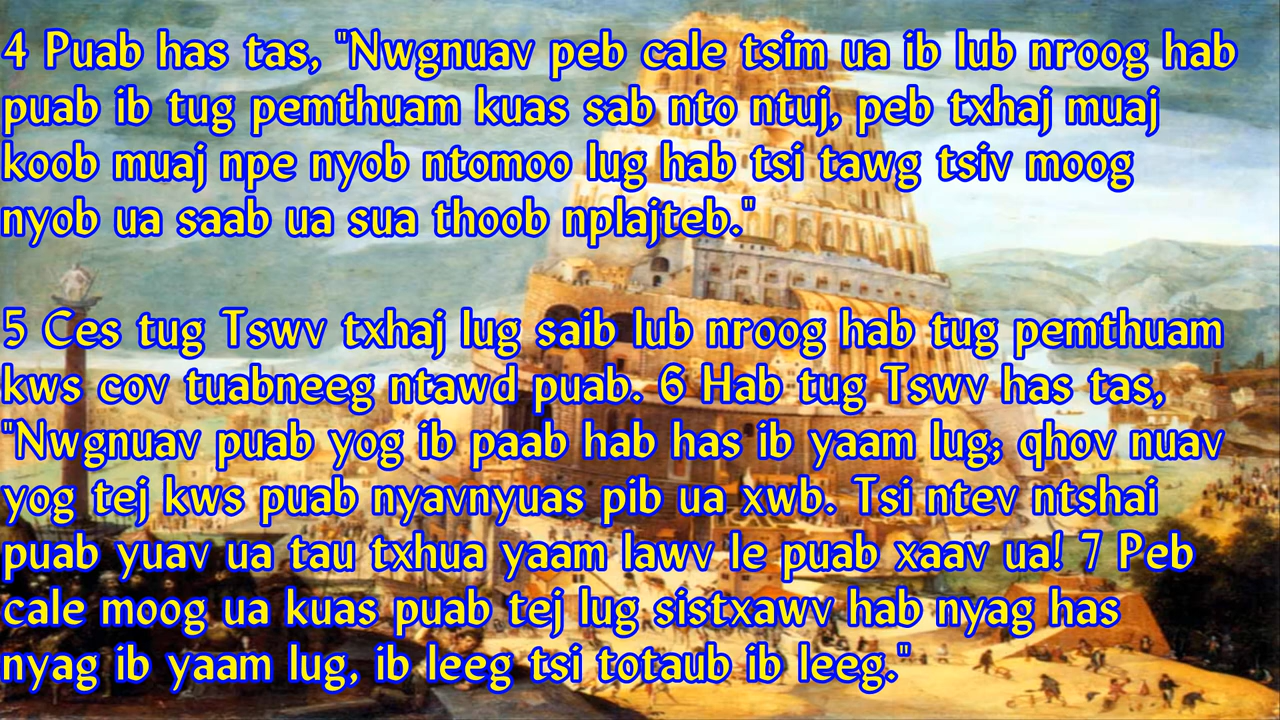 4 Puab has tas, "Nwgnuav peb cale tsim ua ib lub nroog hab
puab ib tug pemthuam kuas sab nto ntuj, peb txhaj muaj
koob muaj npe nyob ntomoo lug hab tsi tawg tsiv moog
nyob ua saab ua sua thoob nplajteb."
5 Ces tug Tswv txhaj lug saib lub nroog hab tug pemthuam
kws cov tuabneeg ntawd puab. 6 Hab tug Tswv has tas,
"Nwgnuav puab yog ib paab hab has ib yaam lug; qhov nuav
yog tej kws puab nyavnyuas pib ua xwb. Tsi ntev ntshai
puab yuav ua tau txhua yaam lawv le puab xaav ua! 7 Peb
cale moog ua kuas puab tej lug sistxawv hab nyag has
nyag ib yaam lug, ib leeg tsi totaub ib leeg."